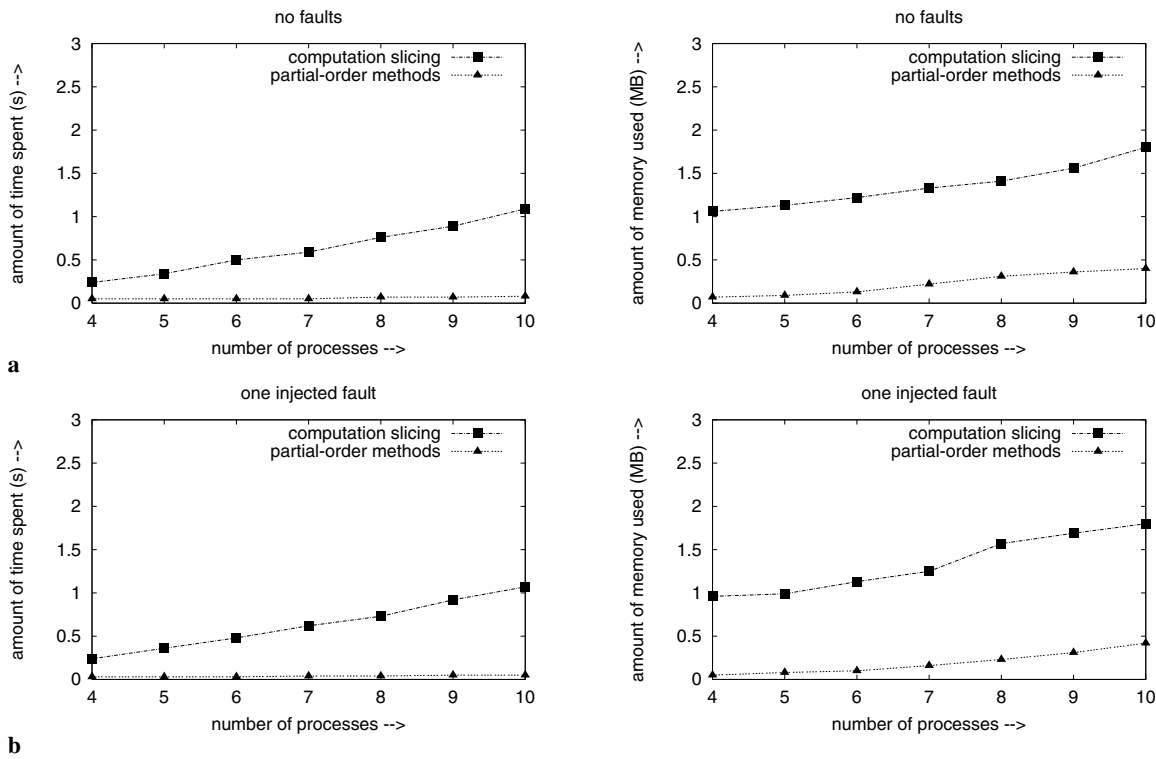 no faults
amount of time spent (s) -->
3
2.5
2
1.5
1
0.5
0
computation slicing
partial-order methods
4 5 6 7 8 9 10
number of processes -->
no faults
amount of memory used (MB) -->
3
2.5
2
1.5
1
0.5
0
computation slicing
partial-order methods
4 5 6 7 8 9 10
number of processes -->
a
one injected fault
amount of time spent (s) -->
3
2.5
2
1.5
1
0.5
0
computation slicing
partial-order methods
4 5 6 7 8 9 10
number of processes -->
one injected fault
amount of memory used (MB) -->
3
2.5
2
1.5
1
0.5
0
computation slicing
partial-order methods
4 5 6 7 8 9 10
number of processes -->
b